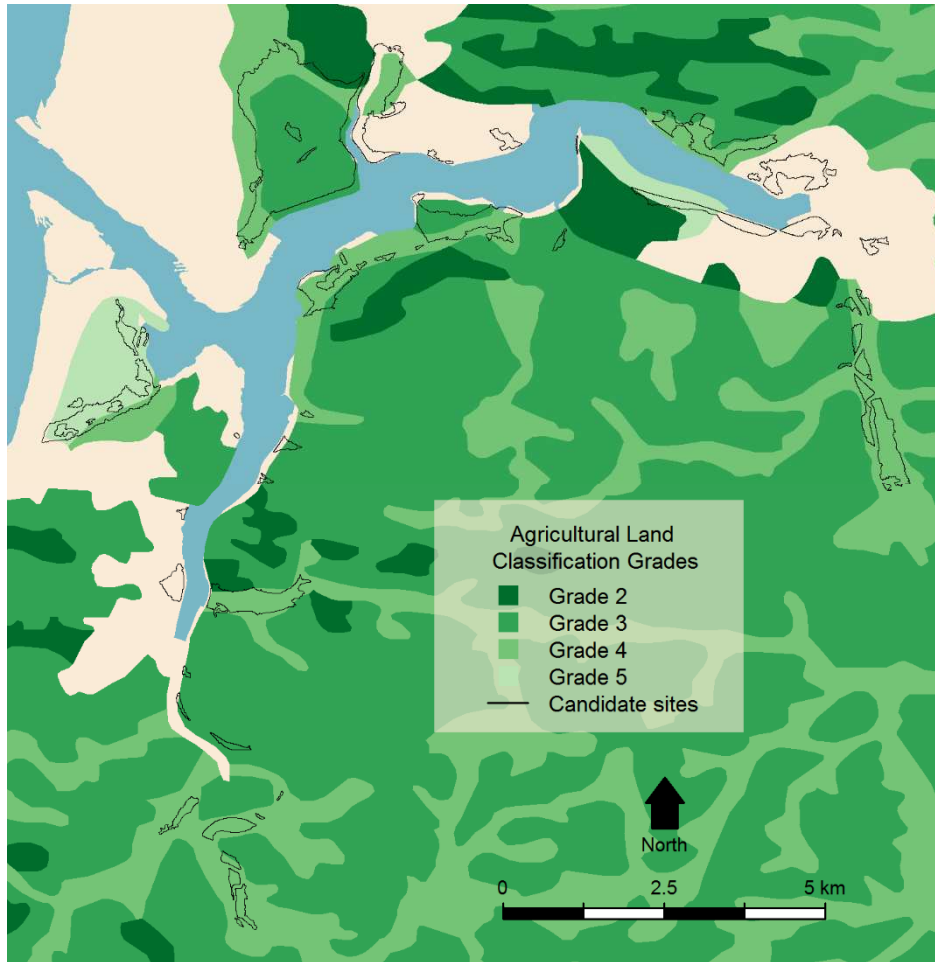 Agricultural Land
Classification Grades
Grade 2
Grade 3
Grade 4
Grade 5
Candidate sites
North
0 2.5 5 km